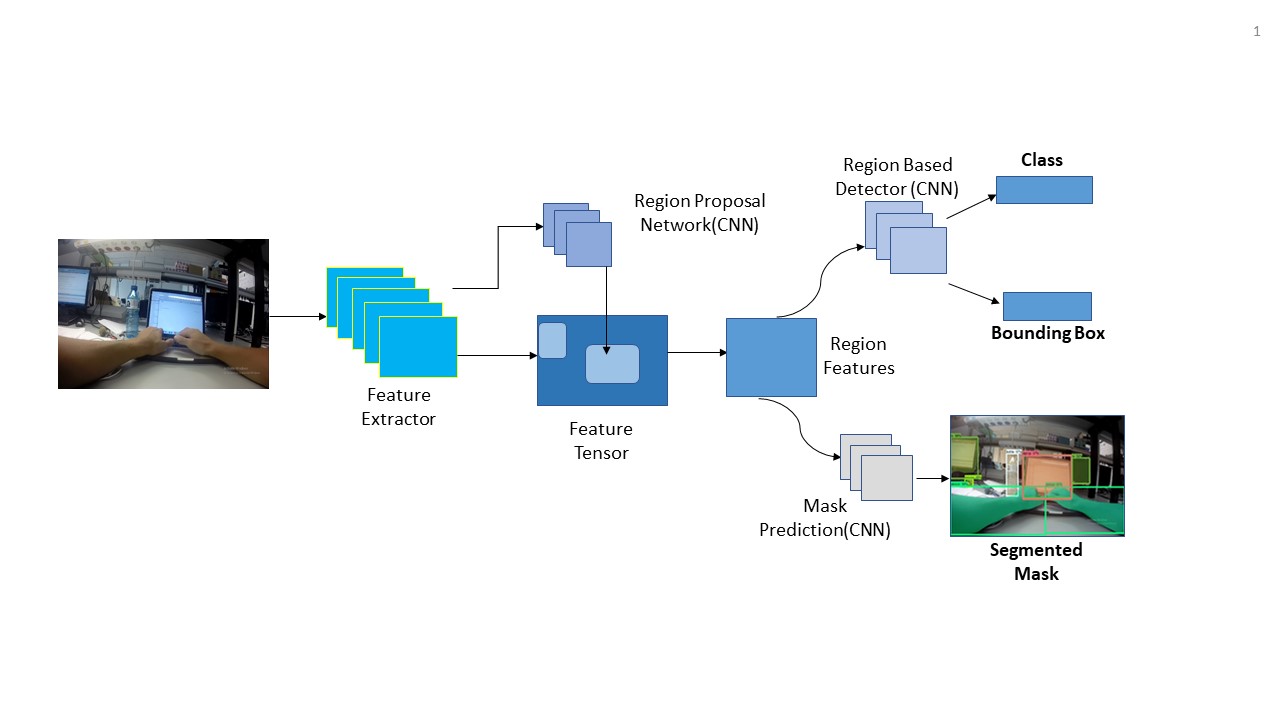 1
Region Based
Detector (CNN)
Class
Region Proposal
Network(CNN)
Bounding Box
Region
Features
Feature
Extractor
Feature
Tensor
Mask
Prediction(CNN)
Segmented
Mask